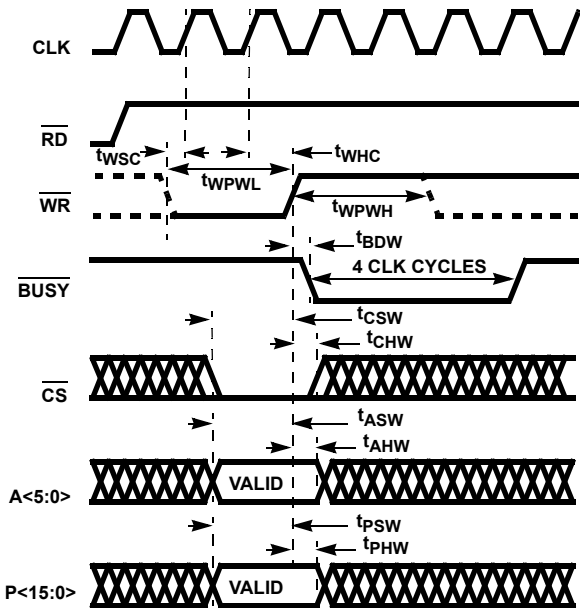 CLK
RD
tWSC
tWHC
tWPWL
WR
tWPWH
tBDW
4 CLK CYCLES
BUSY
tCSW
tCHW
CS
tASW
tAHW
VALID
A<5:0>
tPSW
tPHW
VALID
P<15:0>